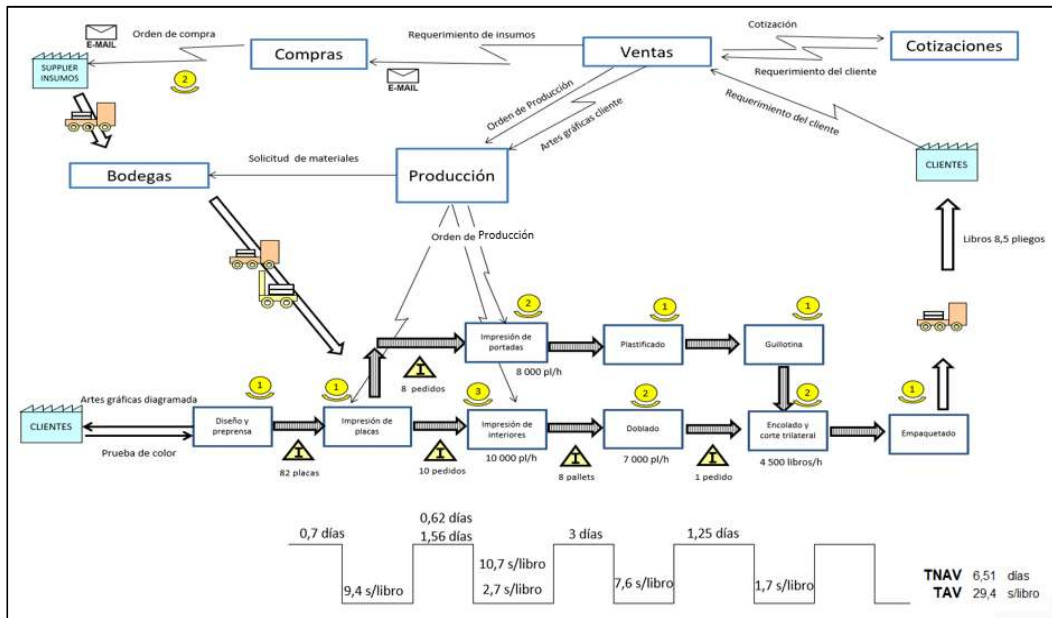 E-MAIL
Orden de compra
SUPPLIER
INSUMOS
2
Compras
Requerimiento de insumos
E-MAIL
Ventas
Cotización
Requerimiento del cliente
Cotizaciones
Orden de Producción
Artes gráficas cliente
Requerimiento del cliente
CLIENTES
Bodegas
Solicitud de materiales
Producción
Orden de Producción
Libros 8,5 pliegos
2
Impresión de
portadas
8 000 pl/h
1
Plastificado
1
Guillotina
I
8 pedidos
CLIENTES
Artes gráficas diagramada
Prueba de color
1
Diseño y
preprensa
I
82 placas
1
Impresión de
placas
I
10 pedidos
3
Impresión de
interiores
10 000 pl/h
I
8 pallets
2
Doblado
7 000 pl/h
I
1 pedido
2
Encolado y
corte trilateral
4 500 libros/h
1
Empaquetado
0,7 días
9,4 s/libro
0,62 días
1,56 días
10,7 s/libro
2,7 s/libro
3 días
7,6 s/libro
1,25 días
1,7 s/libro
TNAV 6,51 días
TAV 29,4 s/libro